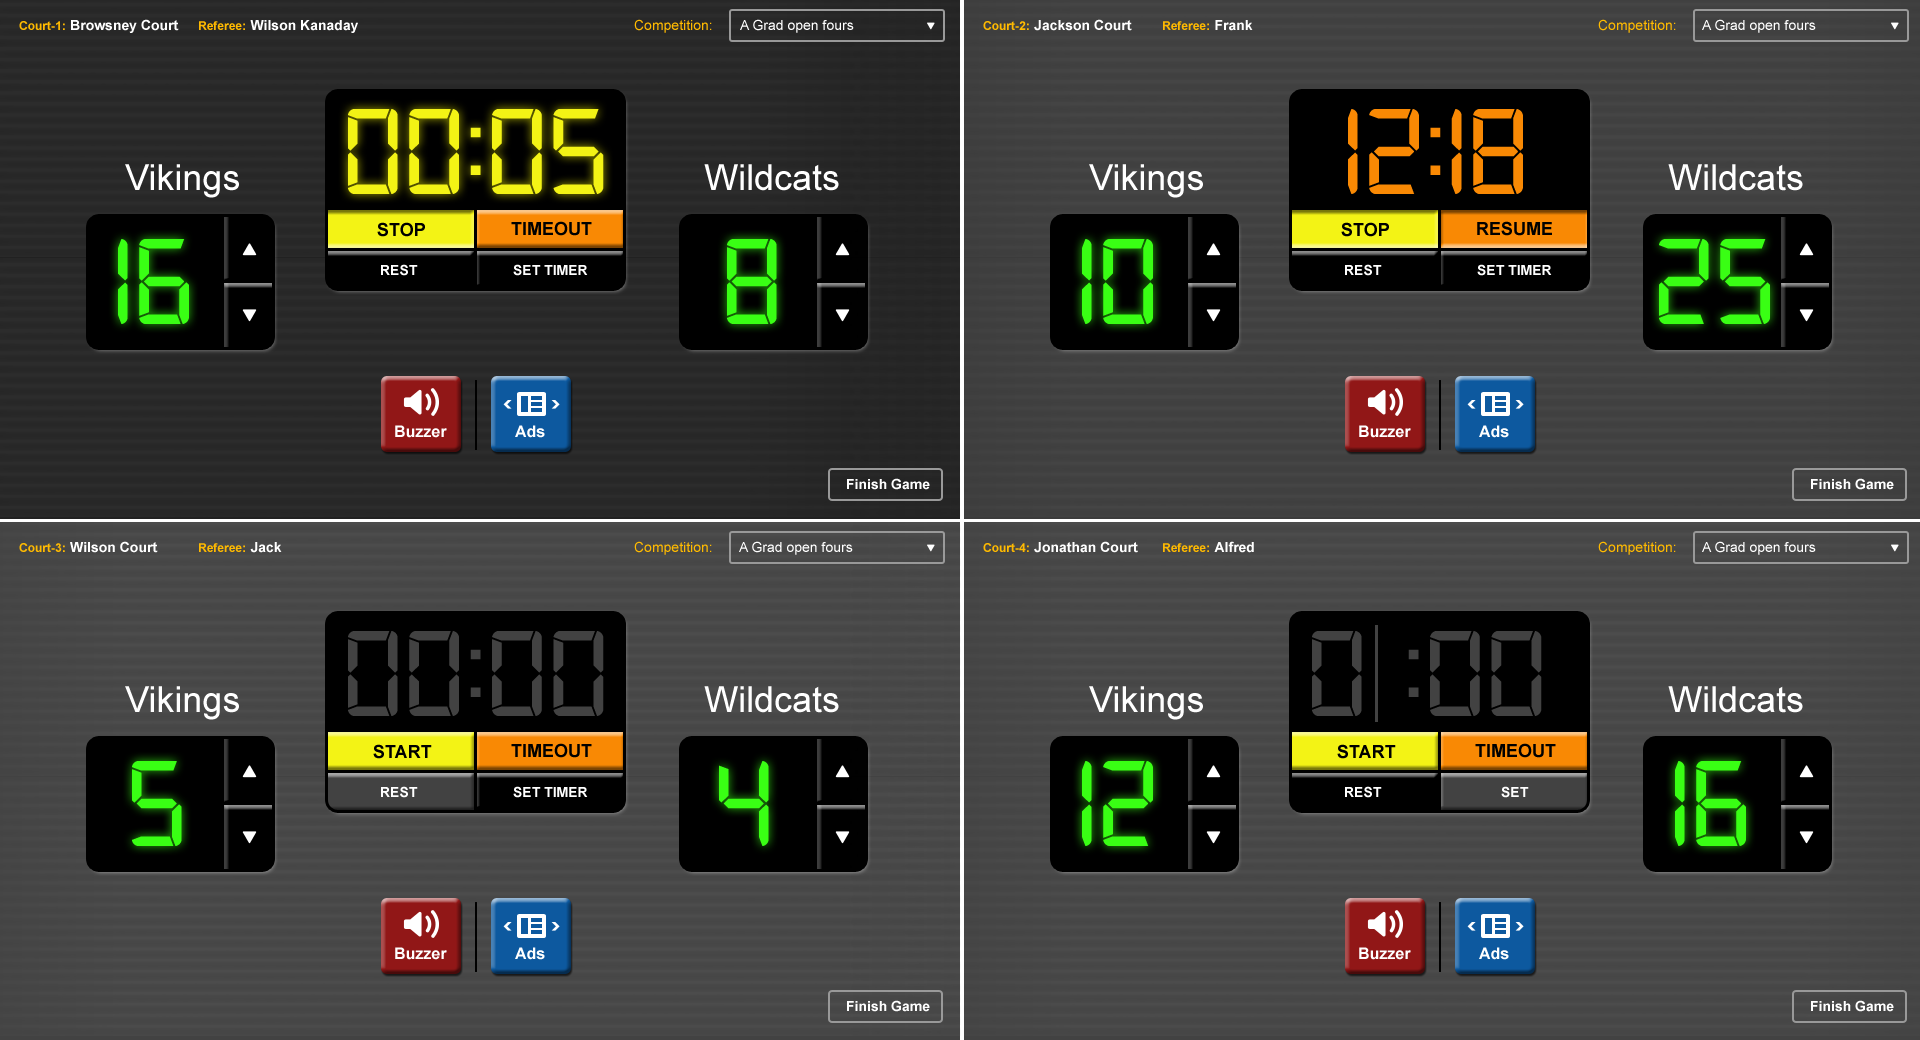 Court-1: Browsney Court Referee: Wilson Kanaday Competition: A Grad open fours
00:05
Vikings
Wildcats
STOP TIMEOUT
16
8
REST SET TIMER
Buzzer
Ads
Finish Game
Court-2: Jackson Court Referee: Frank Competition: A Grad open fours
12:18
Vikings
Wildcats
STOP RESUME
10
25
REST SET TIMER
Buzzer
Ads
Finish Game
Court-3: Wilson Court Referee: Jack Competition: A Grad open fours
00:00
Vikings
Wildcats
START TIMEOUT
5
4
REST SET TIMER
Buzzer
Ads
Finish Game
Court-4: Jonathan Court Referee: Alfred Competition: A Grad open fours
0 :00
Vikings
Wildcats
START TIMEOUT
12
16
REST SET
Buzzer
Ads
Finish Game